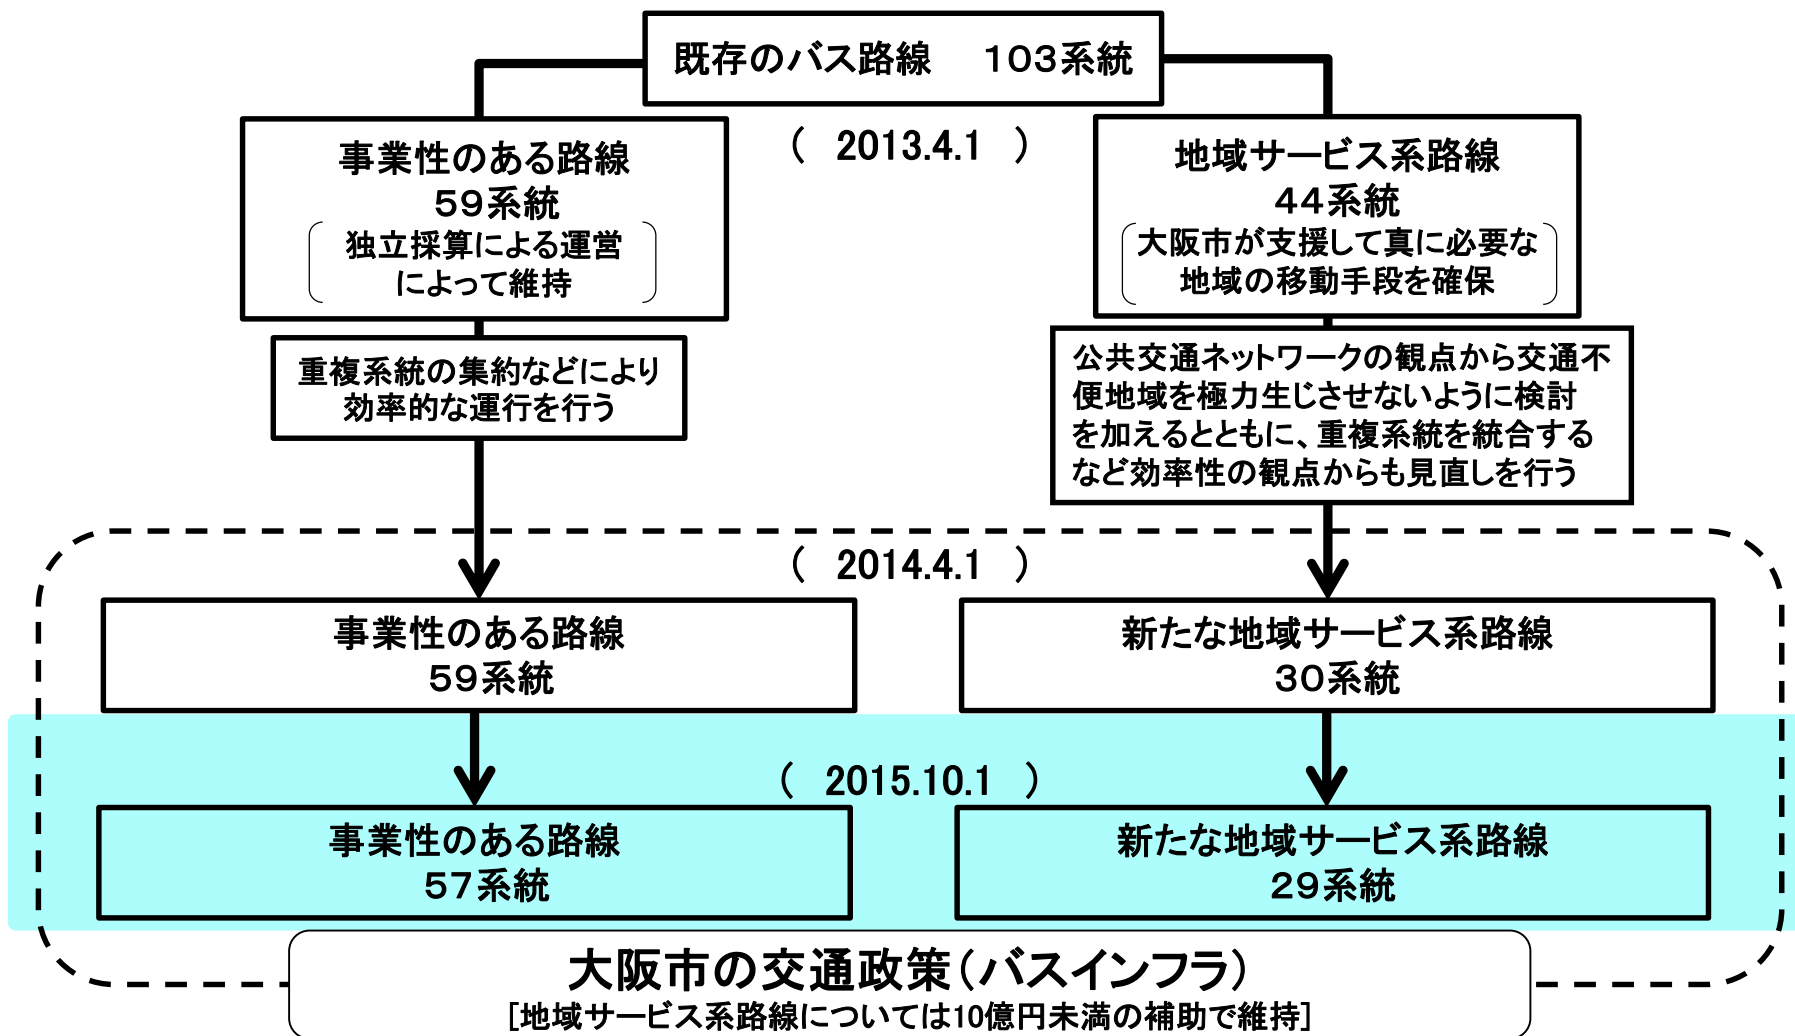 既存のバス路線　103系統
（ 2013.4.1 ）
事業性のある路線
59系統
独立採算による運営
によって維持
地域サービス系路線
44系統
大阪市が支援して真に必要な
地域の移動手段を確保
重複系統の集約などにより
効率的な運行を行う
公共交通ネットワークの観点から交通不
便地域を極力生じさせないように検討
を加えるとともに、重複系統を統合する
など効率性の観点からも見直しを行う
（ 2014.4.1 ）
事業性のある路線
59系統
新たな地域サービス系路線
30系統
（ 2015.10.1 ）
事業性のある路線
57系統
新たな地域サービス系路線
29系統
大阪市の交通政策（バスインフラ）
[地域サービス系路線については10億円未満の補助で維持]